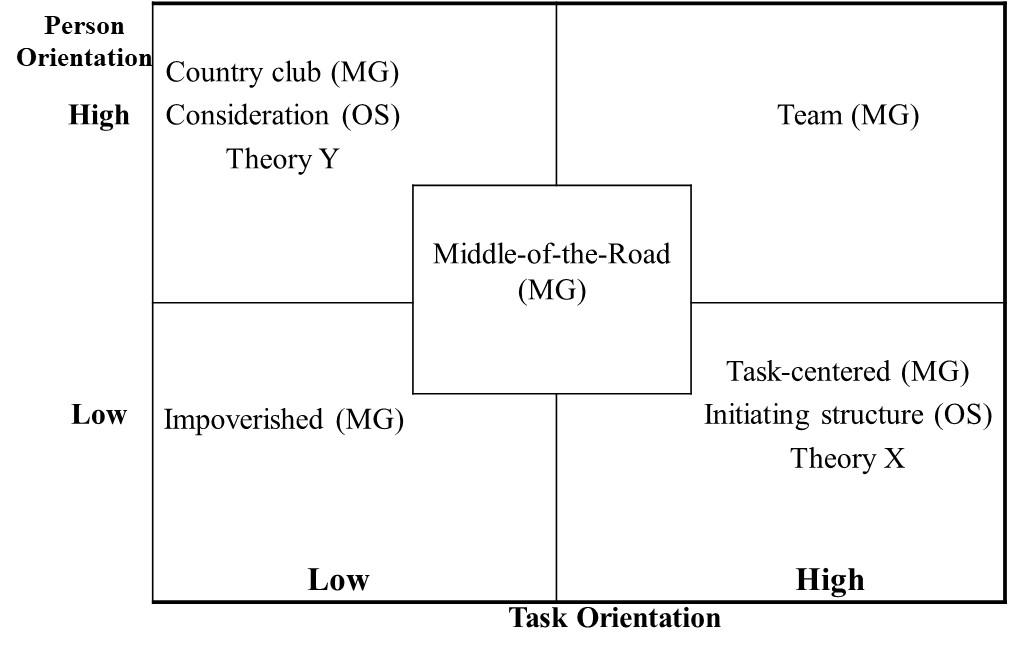 Person
Orientation
High
Country club (MG)
Consideration (OS)
Theory Y
Team (MG)
Middle-of-the-Road
(MG)
Low
Impoverished (MG)
Task-centered (MG)
Initiating structure (OS)
Theory X
Low
High
Task Orientation